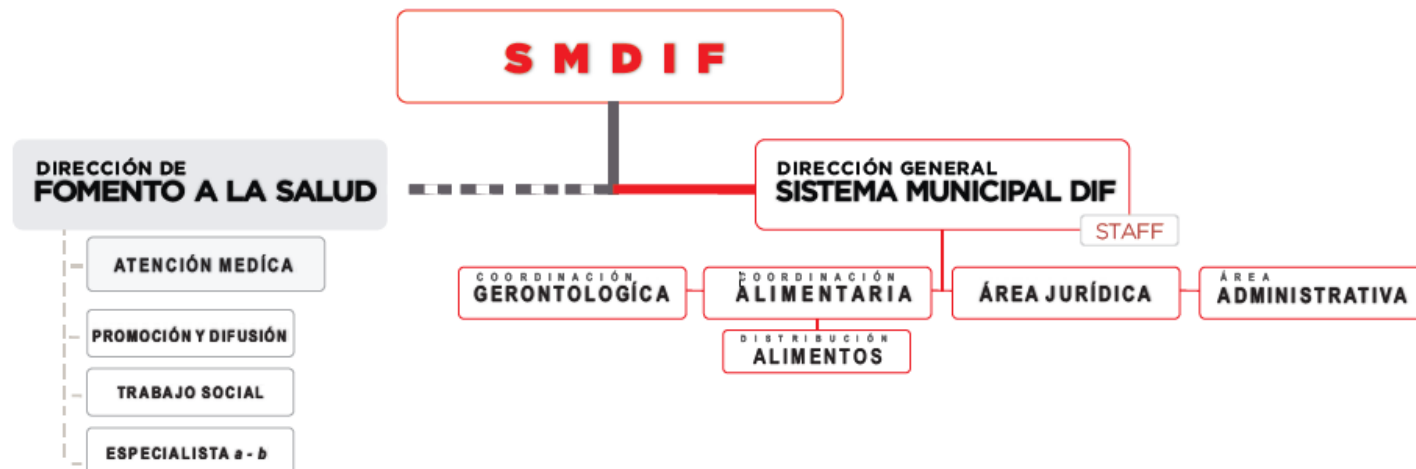 SMDIF
DIRECCIÓN DE
FOMENTO A LA SALUD
DIRECCIÓN GENERAL
SISTEMA MUNICIPAL DIF
STAFF
ATENCIÓN MEDÍCA
PROMOCIÓN Y DIFUSIÓN
TRABAJO SOCIAL
ESPECIALISTA a - b
COORDINACIÓN
GERONTOLOGÍCA
COORDINACIÓN
ALIMENTARIA
DISTRIBUCIÓN
ALIMENTOS
ÁREA JURÍDICA
ÁREA
ADMINISTRATIVA